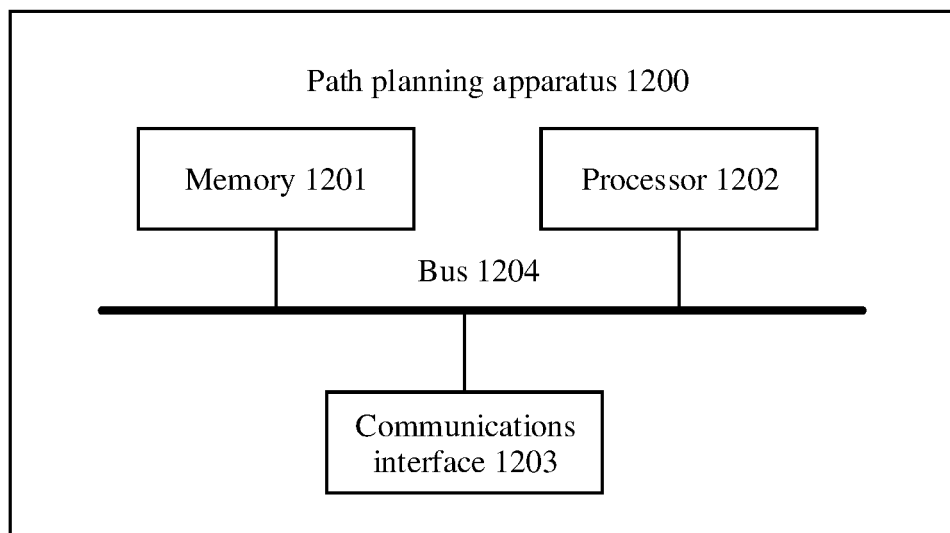 Path planning apparatus 1200
Memory 1201
Processor 1202
Bus 1204
Communications
interface 1203